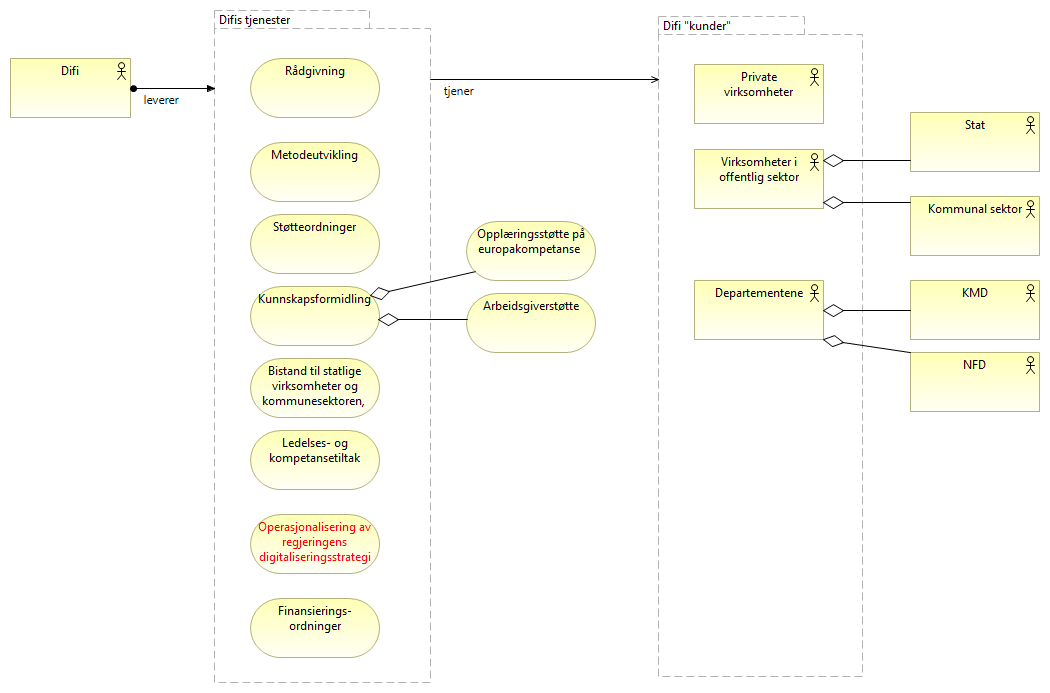 Difis tjenester
Difi "kunder"
Difi
leverer
tjener
Rådgivning
Metodeutvikling
Støtteordninger
Kunnskapsformidling
Bistand til statlige
virksomheter og
kommunesektoren,
Ledelses- og
kompetansetiltak
Operasjonalisering av
regjeringens
digitaliseringsstrategi
Finansierings-
ordninger
Opplæringsstøtte på
europakompetanse
Arbeidsgiverstøtte
Private
virksomheter
Virksomheter i
offentlig sektor
Departementene
Stat
Kommunal sektor
KMD
NFD